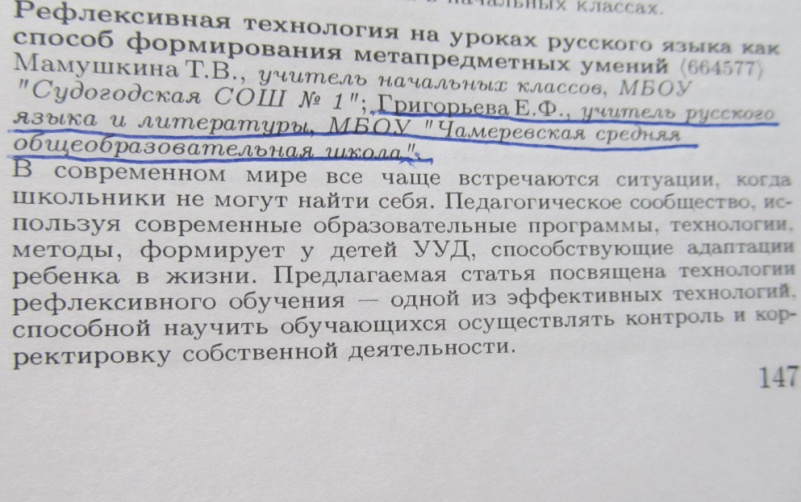 в начальных классах.
Рефлексивная технология на уроках русского языка как
способ формирования метапредметных умений (664577)
Мамушкина Т.В., учитель начальных классов, МБОУ
"Судогодская СОШ № 1"; Григорьева Е.Ф., учитель русского
языка и литературы, МБОУ "Чамеревская средняя
общеобразовательная школа".
В современном мире все чаще встречаются ситуации, когда
школьники не могут найти себя. Педагогическое сообщество, ис-
пользуя современные образовательные программы, технологии,
методы, формирует у детей УУД, способствующие адаптации
ребенка в жизни. Предлагаемая статья посвящена технологии
рефлексивного обучения — одной из эффективных технологий,
способной научить обучающихся осуществлять контроль и кор-
ректировку собственной деятельности.
147